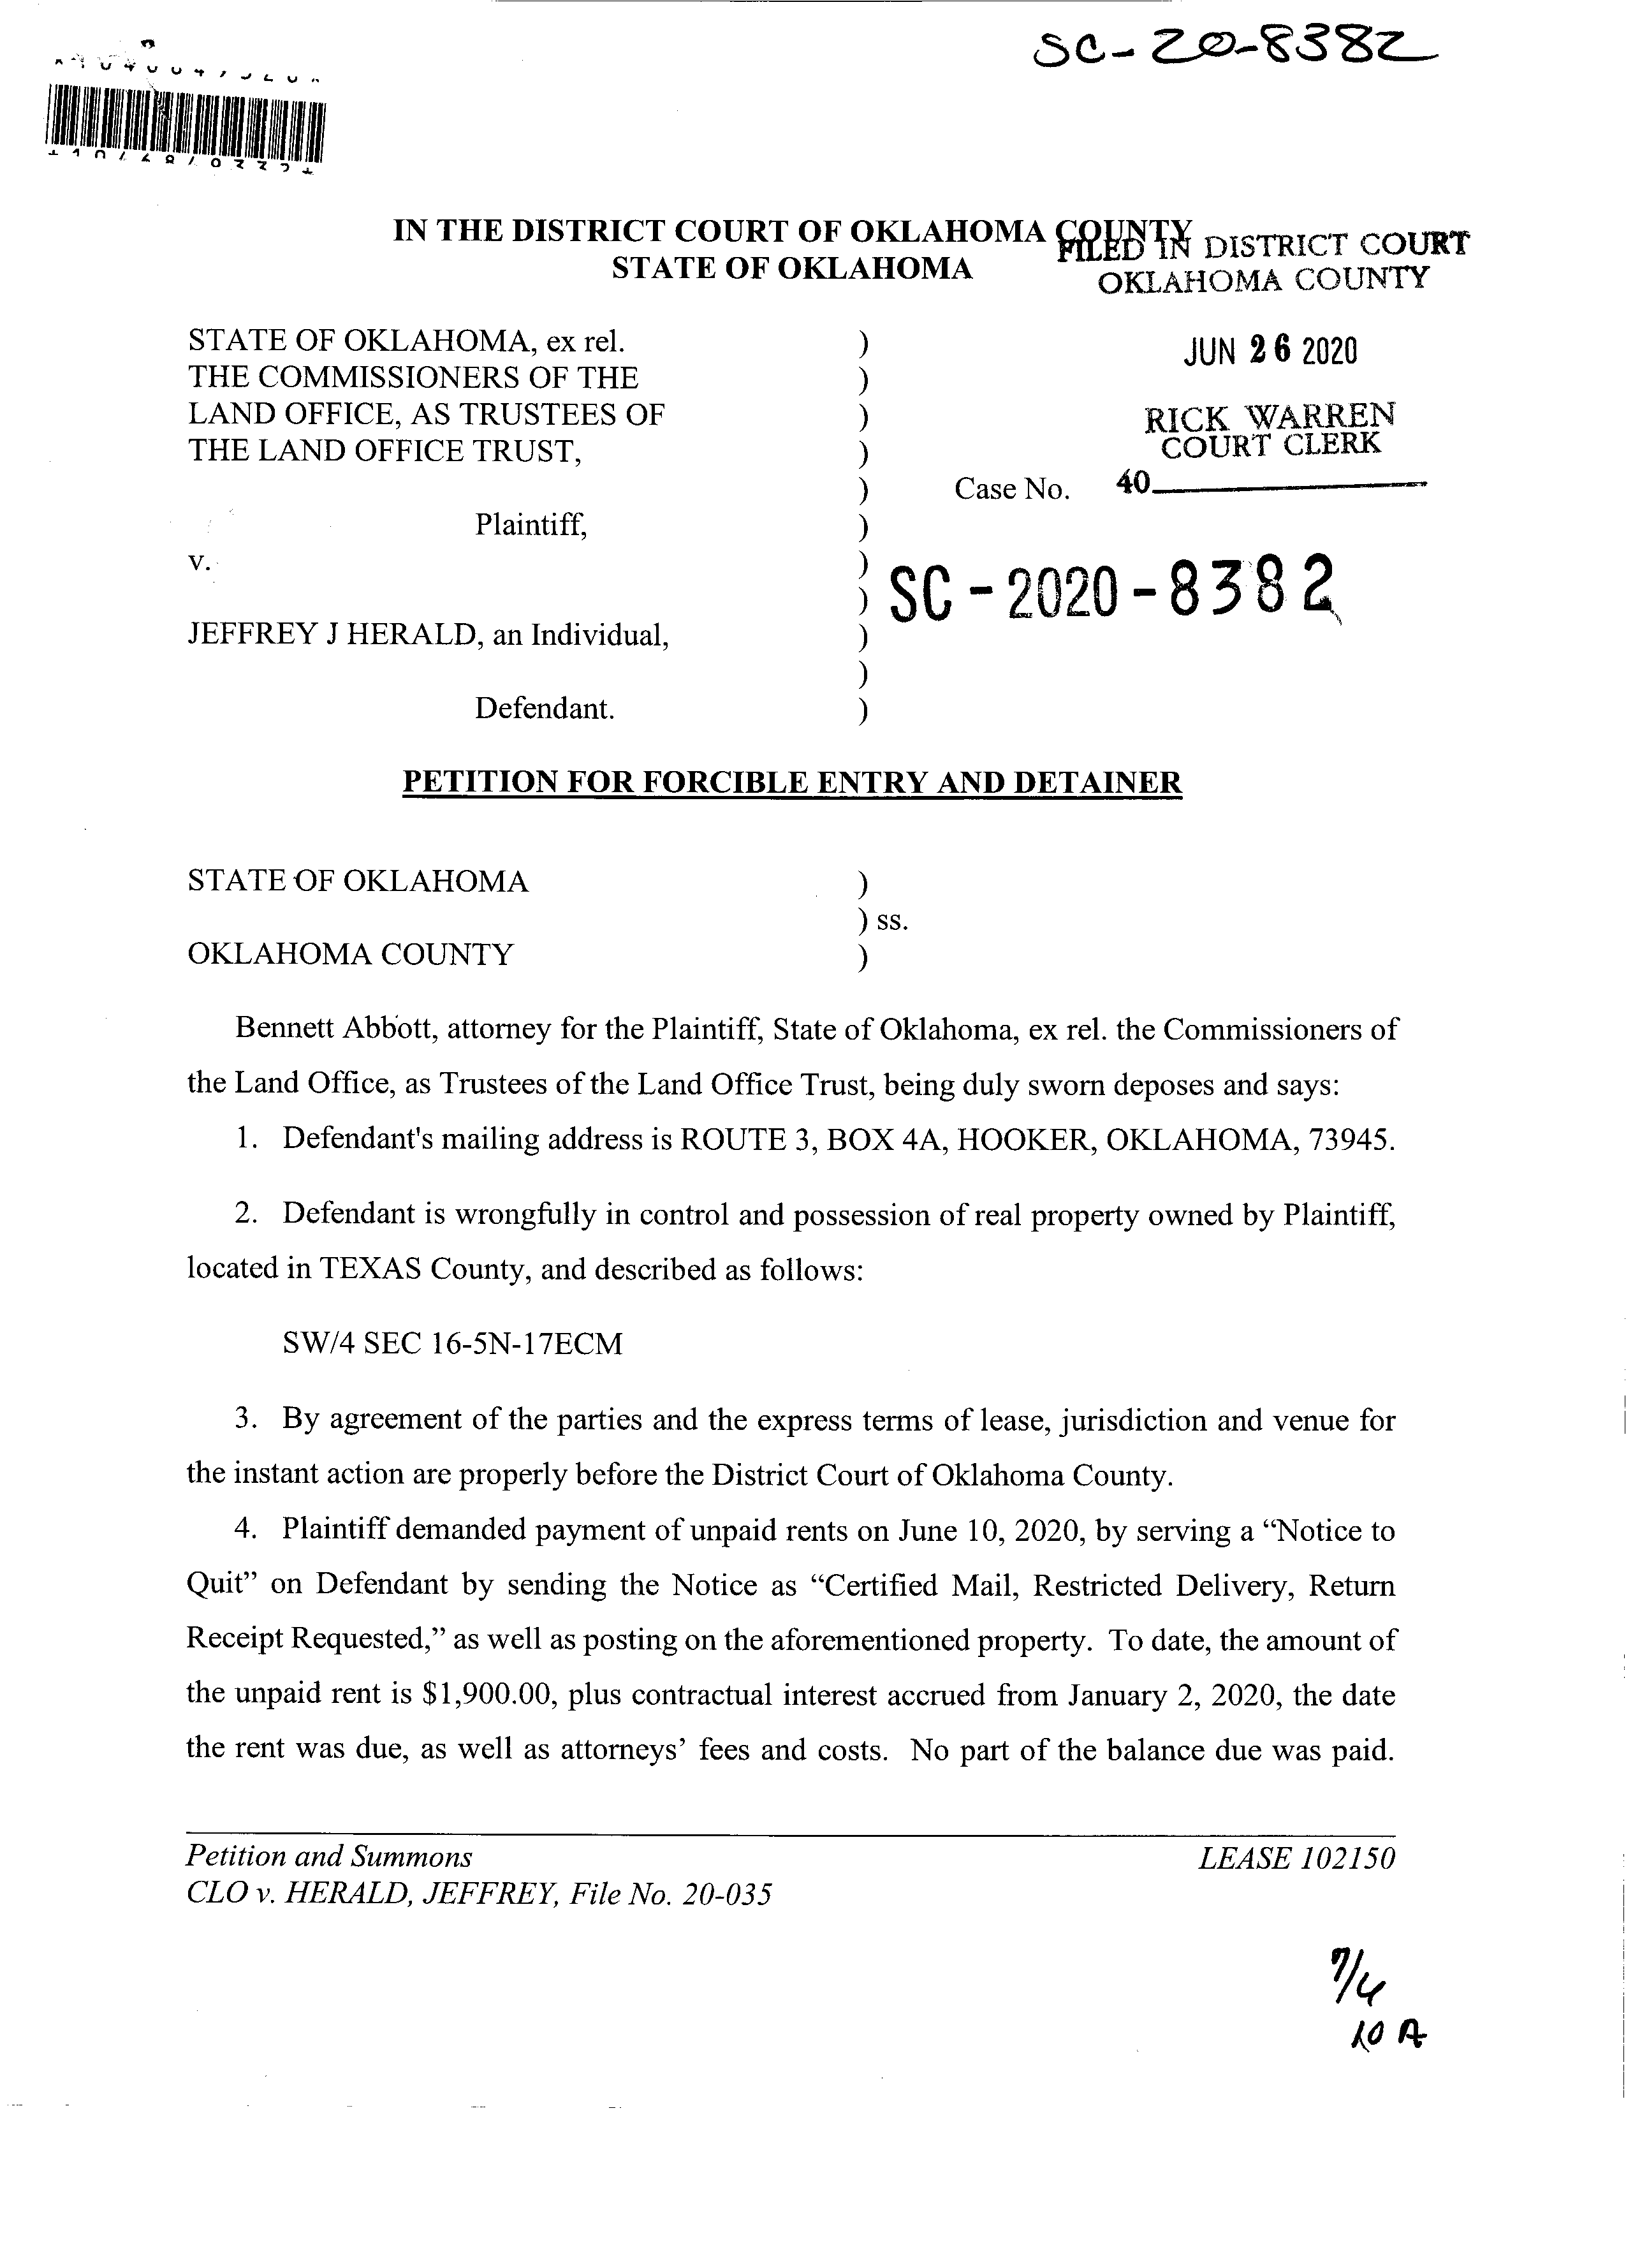 SC-20-8382
IN THE DISTRICT COURT OF OKLAHOMA COUNTY
STATE OF OKLAHOMA
FILED IN DISTRICT COURT
OKLAHOMA COUNTY
JUN 26 2020
RICK WARREN
COURT CLERK
40
STATE OF OKLAHOMA, ex rel. )
THE COMMISSIONERS OF THE )
LAND OFFICE, AS TRUSTEES OF )
THE LAND OFFICE TRUST, )
) Case No.
Plaintiff, )
v. )
) SC-2020-8382
JEFFREY J HERALD, an Individual, )
)
Defendant. )
PETITION FOR FORCIBLE ENTRY AND DETAINER
STATE OF OKLAHOMA )
) ss.
OKLAHOMA COUNTY )
Bennett Abbott, attorney for the Plaintiff, State of Oklahoma, ex rel. the Commissioners of
the Land Office, as Trustees of the Land Office Trust, being duly sworn deposes and says:
1. Defendant's mailing address is ROUTE 3, BOX 4A, HOOKER, OKLAHOMA, 73945.
2. Defendant is wrongfully in control and possession of real property owned by Plaintiff,
located in TEXAS County, and described as follows:
SW/4 SEC 16-5N-17ECM
3. By agreement of the parties and the express terms of lease, jurisdiction and venue for
the instant action are properly before the District Court of Oklahoma County.
4. Plaintiff demanded payment of unpaid rents on June 10, 2020, by serving a “Notice to
Quit” on Defendant by sending the Notice as “Certified Mail, Restricted Delivery, Return
Receipt Requested,” as well as posting on the aforementioned property. To date, the amount of
the unpaid rent is $1,900.00, plus contractual interest accrued from January 2, 2020, the date
the rent was due, as well as attorneys’ fees and costs. No part of the balance due was paid.
Petition and Summons LEASE 102150
CLO v. HERALD, JEFFREY, File No. 20-035
10 A